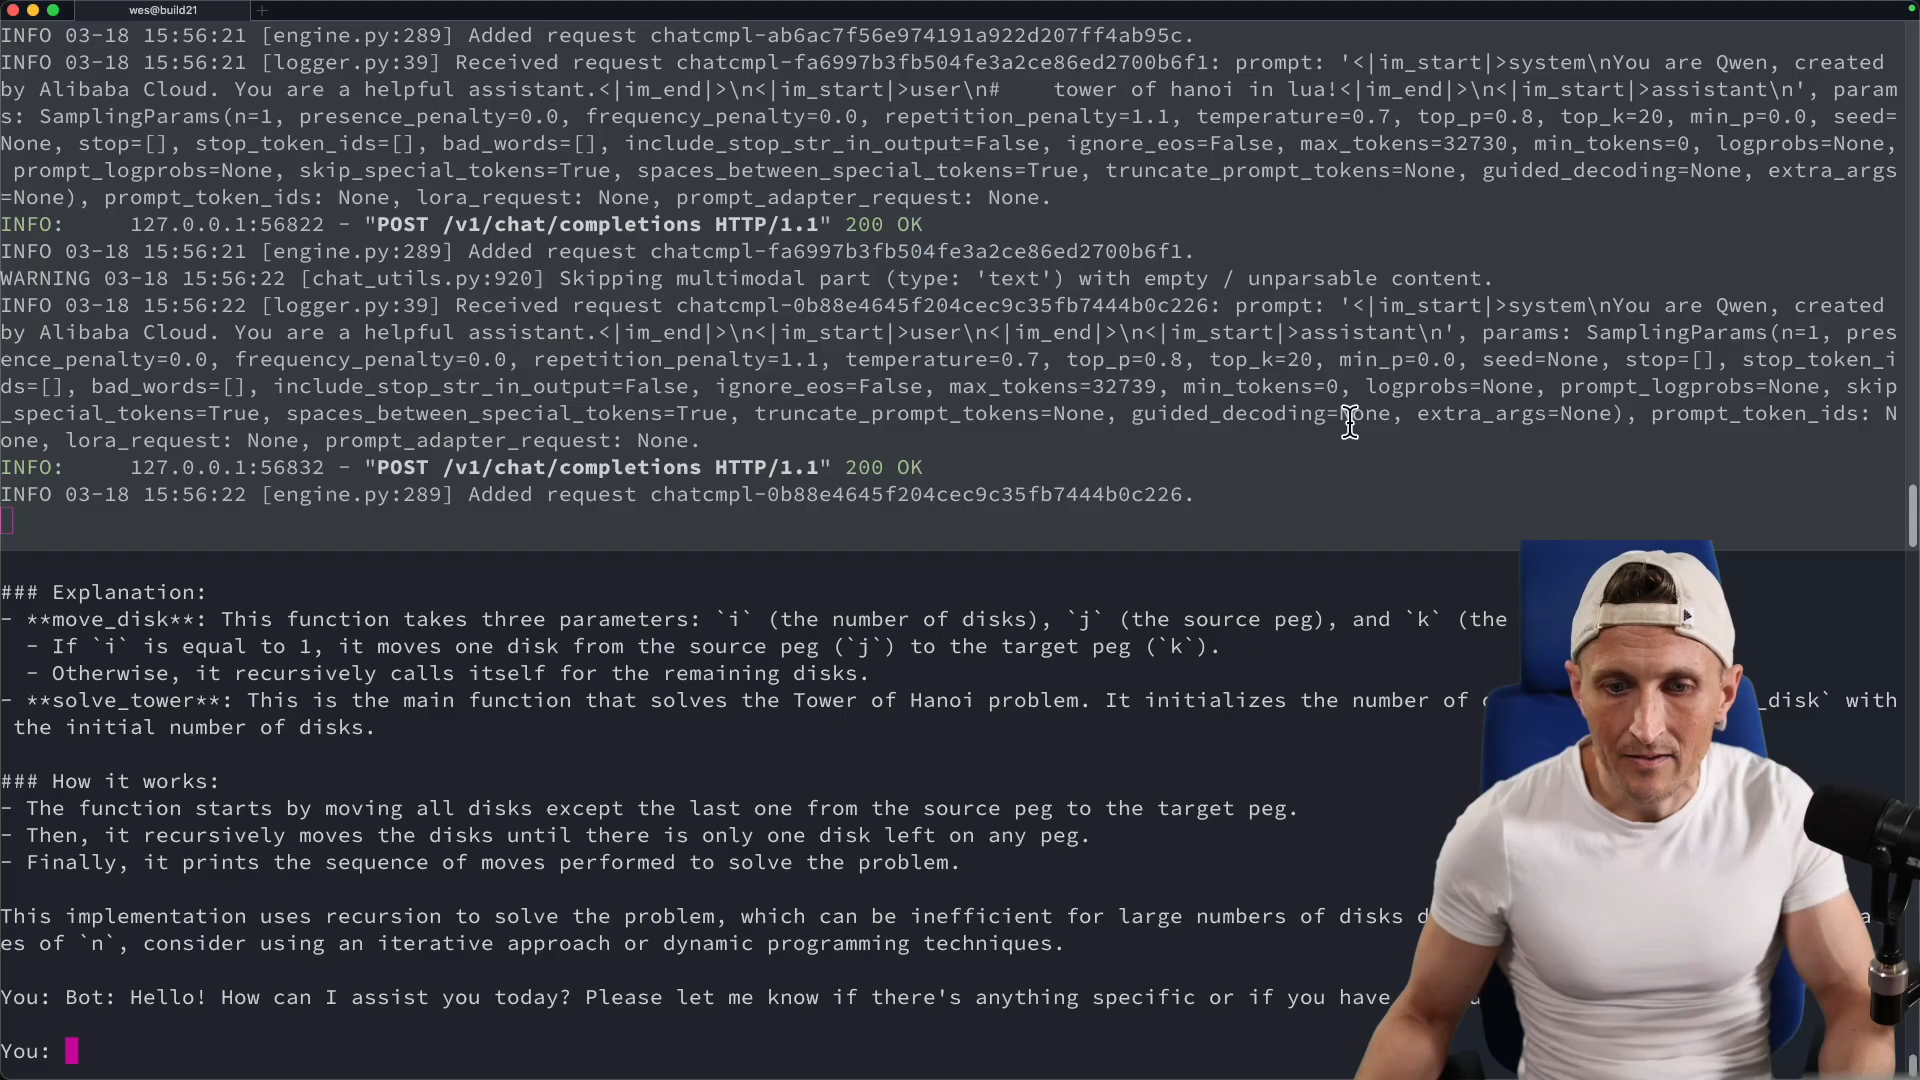 wes@build21
INFO 03-18 15:56:21 [engine.py:289] Added request chatcmpl-ab6ac7f56e974191a922d207ff4ab95c.
INFO 03-18 15:56:21 [logger.py:39] Received request chatcmpl-fa6997b3fb504fe3a2ce86ed2700b6f1: prompt: '<|im_start|>system\nYou are Qwen, created
by Alibaba Cloud. You are a helpful assistant.<|im_end|>\n<|im_start|>user\n#    tower of hanoi in lua!<|im_end|>\n<|im_start|>assistant\n', param
s: SamplingParams(n=1, presence_penalty=0.0, frequency_penalty=0.0, repetition_penalty=1.1, temperature=0.7, top_p=0.8, top_k=20, min_p=0.0, seed=
None, stop=[], stop_token_ids=[], bad_words=[], include_stop_str_in_output=False, ignore_eos=False, max_tokens=32730, min_tokens=0, logprobs=None,
prompt_logprobs=None, skip_special_tokens=True, spaces_between_special_tokens=True, truncate_prompt_tokens=None, guided_decoding=None, extra_args
=None), prompt_token_ids: None, lora_request: None, prompt_adapter_request: None.
INFO:     127.0.0.1:56822 - "POST /v1/chat/completions HTTP/1.1" 200 OK
INFO 03-18 15:56:21 [engine.py:289] Added request chatcmpl-fa6997b3fb504fe3a2ce86ed2700b6f1.
WARNING 03-18 15:56:22 [chat_utils.py:920] Skipping multimodal part (type: 'text') with empty / unparsable content.
INFO 03-18 15:56:22 [logger.py:39] Received request chatcmpl-0b88e4645f204cec9c35fb7444b0c226: prompt: '<|im_start|>system\nYou are Qwen, created
by Alibaba Cloud. You are a helpful assistant.<|im_end|>\n<|im_start|>user\n<|im_end|>\n<|im_start|>assistant\n', params: SamplingParams(n=1, pres
ence_penalty=0.0, frequency_penalty=0.0, repetition_penalty=1.1, temperature=0.7, top_p=0.8, top_k=20, min_p=0.0, seed=None, stop=[], stop_token_i
ds=[], bad_words=[], include_stop_str_in_output=False, ignore_eos=False, max_tokens=32739, min_tokens=0, logprobs=None, prompt_logprobs=None, skip
_special_tokens=True, spaces_between_special_tokens=True, truncate_prompt_tokens=None, guided_decoding=None, extra_args=None), prompt_token_ids: N
one, lora_request: None, prompt_adapter_request: None.
INFO:     127.0.0.1:56832 - "POST /v1/chat/completions HTTP/1.1" 200 OK
INFO 03-18 15:56:22 [engine.py:289] Added request chatcmpl-0b88e4645f204cec9c35fb7444b0c226.
### Explanation:
- **move_disk**: This function takes three parameters: `i` (the number of disks), `j` (the source peg), and `k` (the
- If `i` is equal to 1, it moves one disk from the source peg (`j`) to the target peg (`k`).
- Otherwise, it recursively calls itself for the remaining disks.
- **solve_tower**: This is the main function that solves the Tower of Hanoi problem. It initializes the number of _disk` with
the initial number of disks.
### How it works:
- The function starts by moving all disks except the last one from the source peg to the target peg.
- Then, it recursively moves the disks until there is only one disk left on any peg.
- Finally, it prints the sequence of moves performed to solve the problem.
This implementation uses recursion to solve the problem, which can be inefficient for large numbers of disks
es of `n`, consider using an iterative approach or dynamic programming techniques.
You: Bot: Hello! How can I assist you today? Please let me know if there's anything specific or if you have
You: